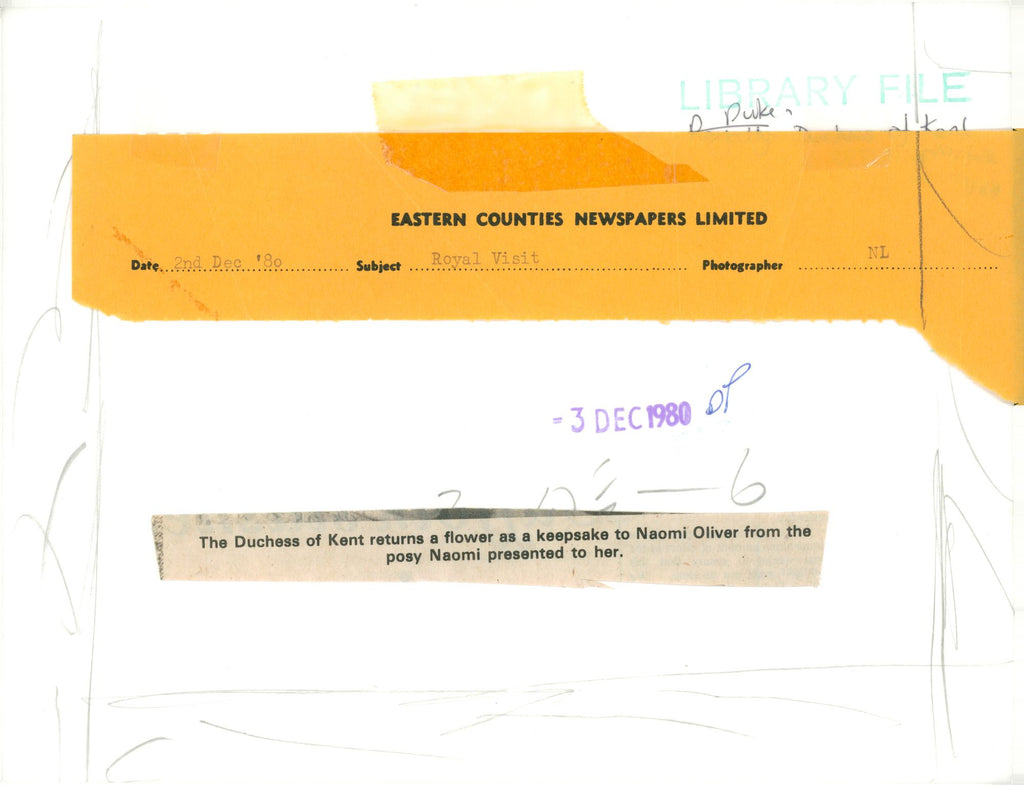 LIBRARY FILE
Duke
EASTERN COUNTIES NEWSPAPERS LIMITED
Date 2nd Dec '80 Subject Royal Visit Photographer NL
- 3 DEC 1980
The Duchess of Kent returns a flower as a keepsake to Naomi Oliver from the
posy Naomi presented to her.